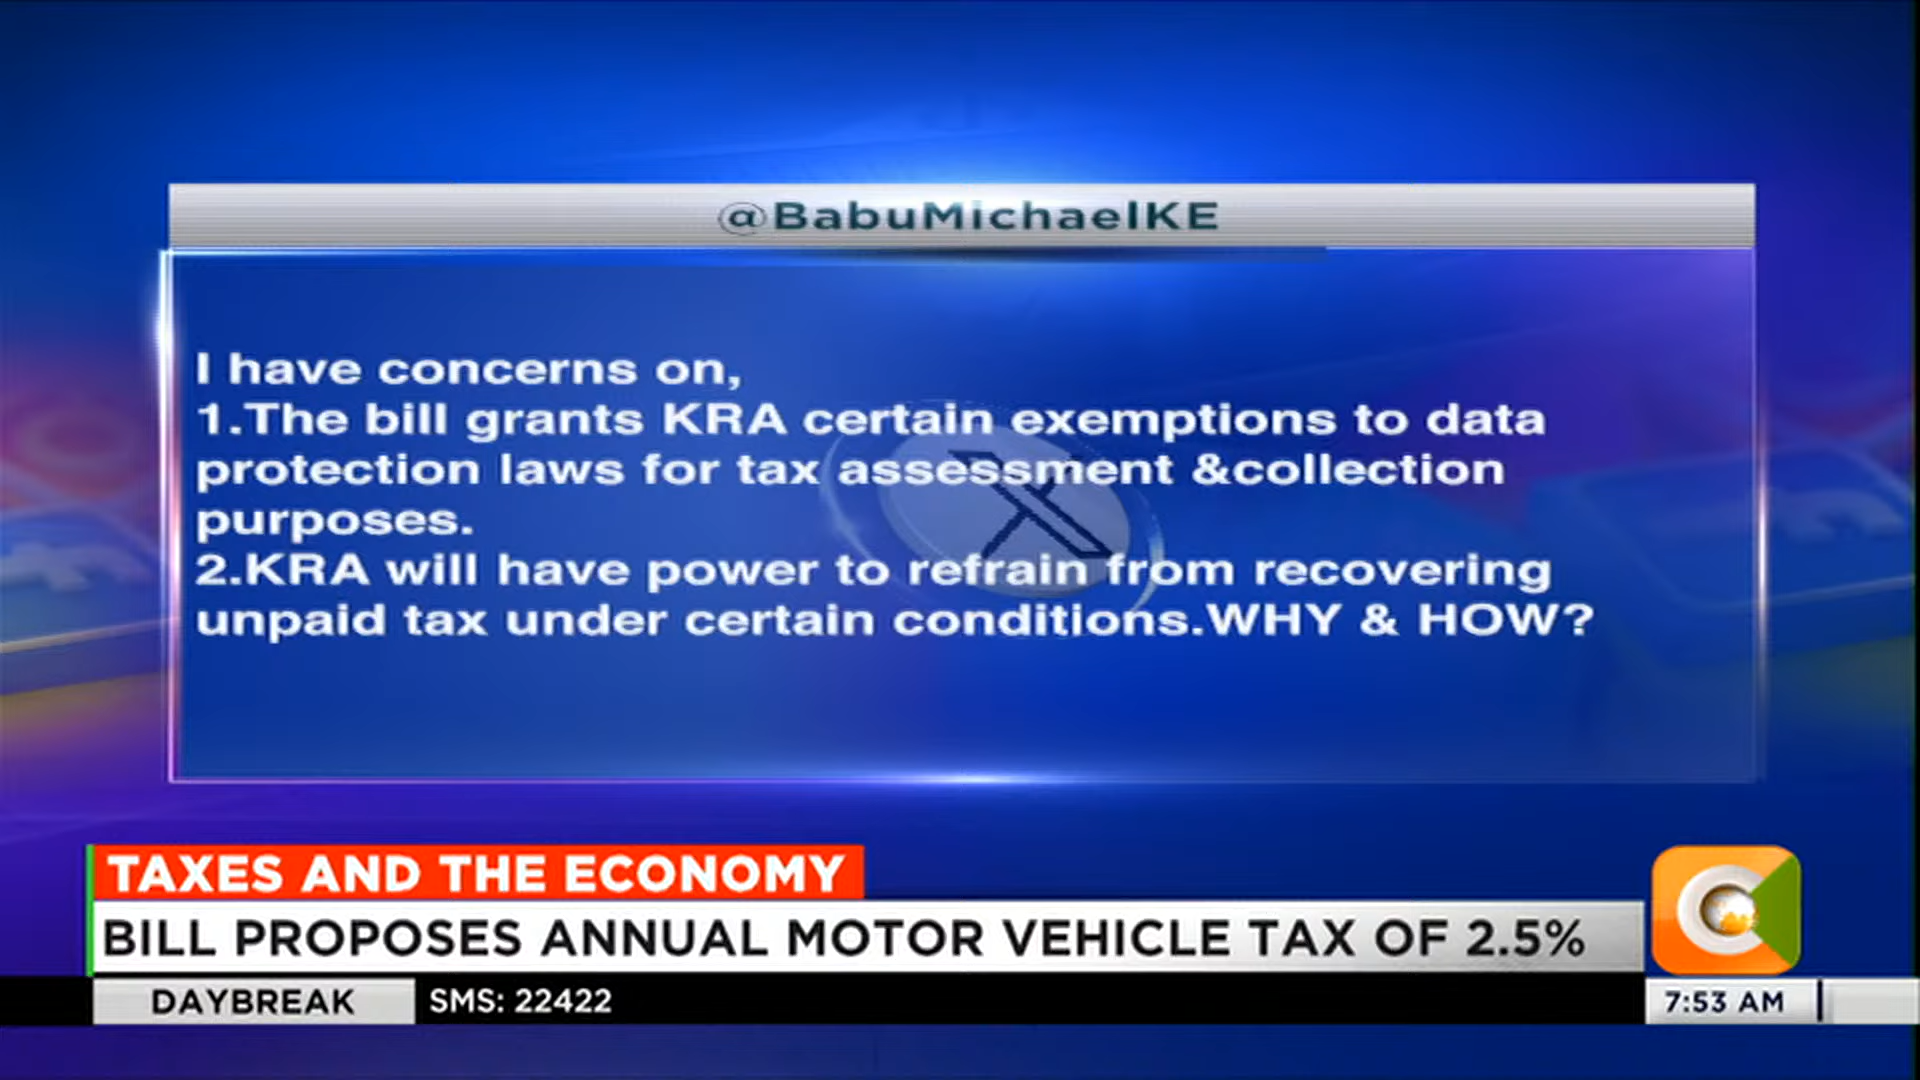 @BabuMichaelKE
I have concerns on,
1.The bill grants KRA certain exemptions to data
protection laws for tax assessment &collection
purposes.
2.KRA will have power to refrain from recovering
unpaid tax under certain conditions.WHY & HOW?
TAXES AND THE ECONOMY
BILL PROPOSES ANNUAL MOTOR VEHICLE TAX OF 2.5%
DAYBREAK
SMS: 22422
7:53 AM